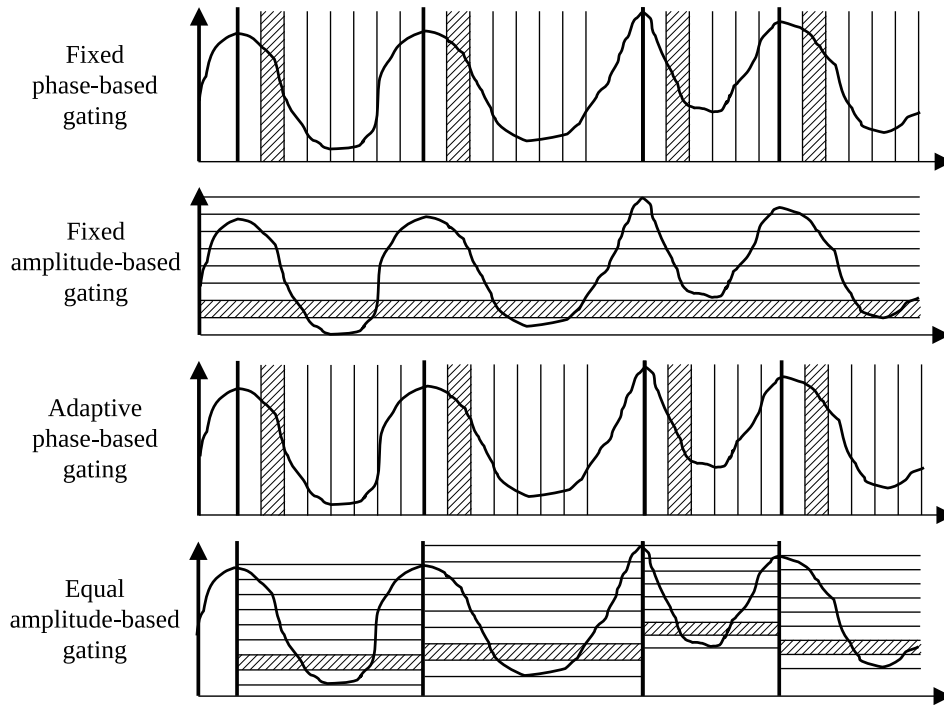 Fixed
phase-based
gating
Fixed
amplitude-based
gating
Adaptive
phase-based
gating
Equal
amplitude-based
gating